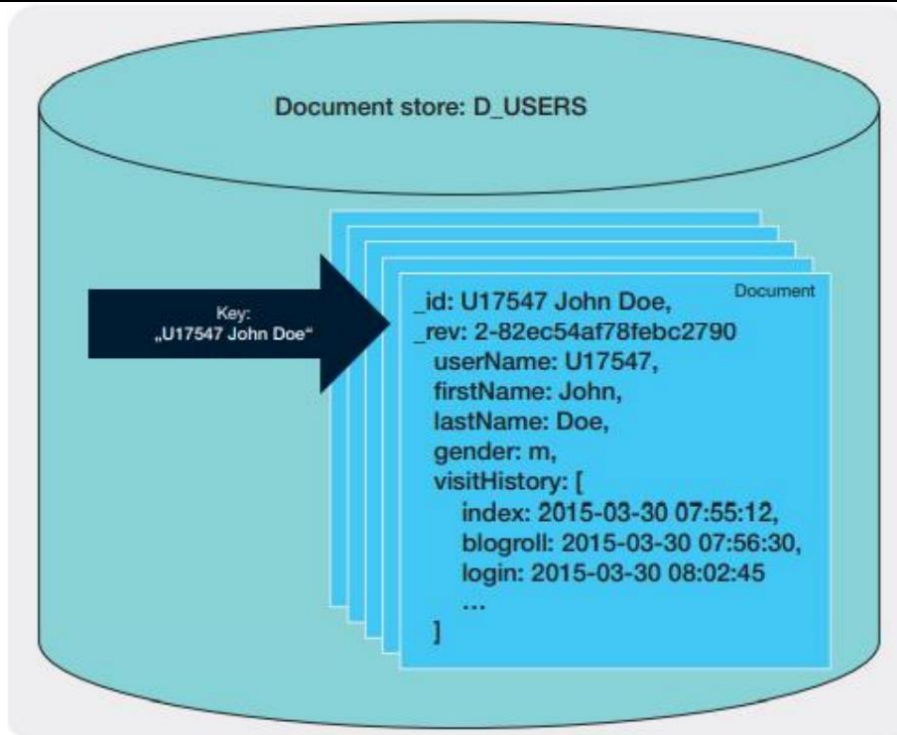 Document store: D_USERS
Key:
„U17547 John Doe“
Document
_id: U17547 John Doe,
_rev: 2-82ec54af78febc2790
userName: U17547,
firstName: John,
lastName: Doe,
gender: m,
visitHistory: [
index: 2015-03-30 07:55:12,
blogroll: 2015-03-30 07:56:30,
login: 2015-03-30 08:02:45
...
]